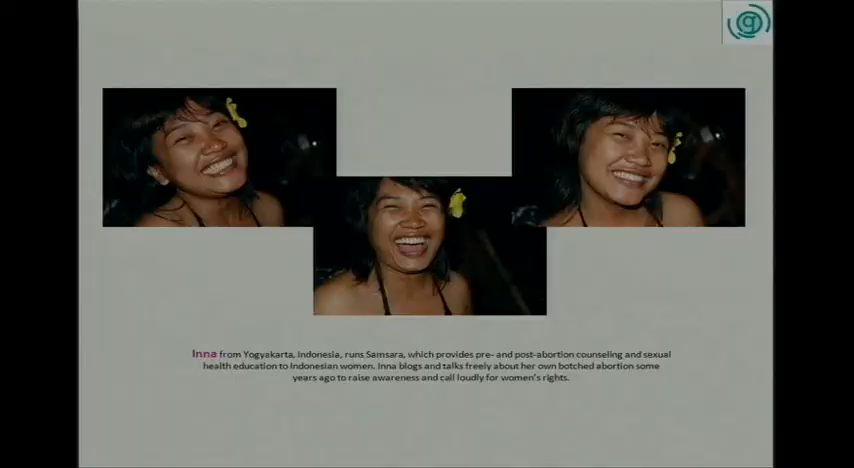 Inna from Yogyakarta, Indonesia, runs Samsara, which provides pre- and post-abortion counseling and sexual
health education to Indonesian women. Inna blogs and talks freely about her own botched abortion some
years ago to raise awareness and call loudly for women's rights.